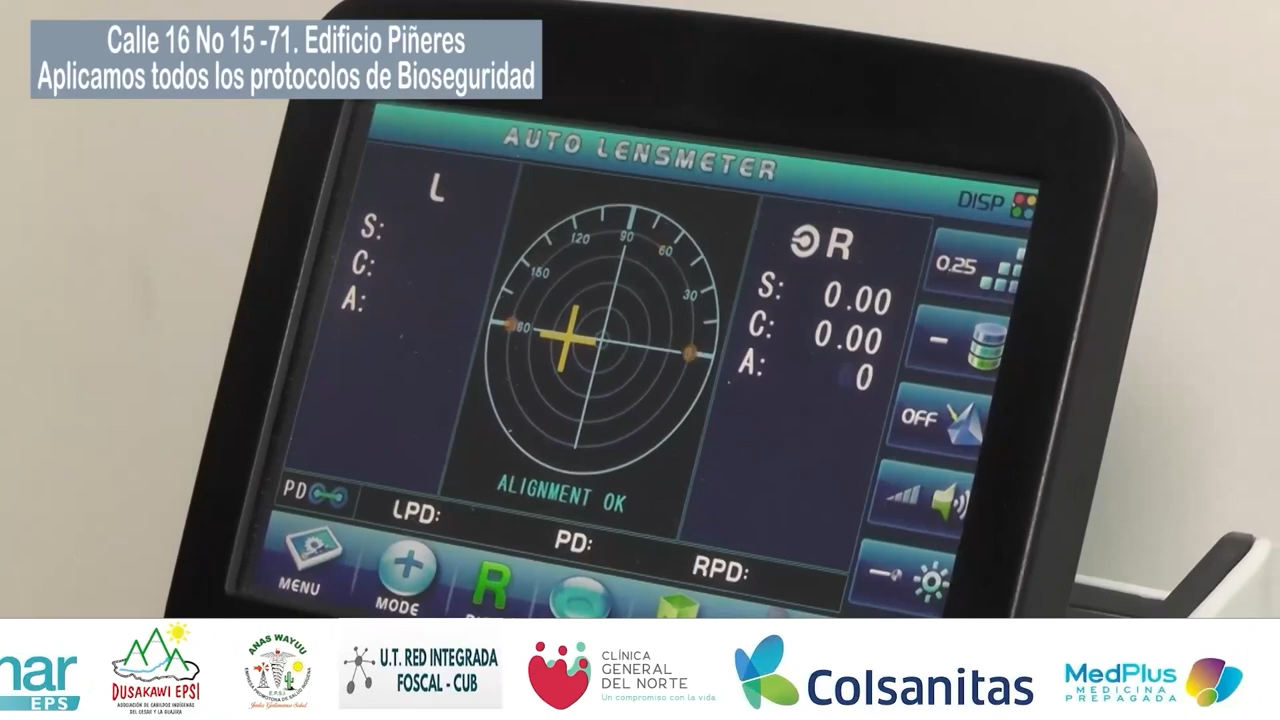 Calle 16 No 15 -71. Edificio Piñeres
Aplicamos todos los protocolos de Bioseguridad
AUTO LENSMETER
DISP
L
S:
C:
A:
120
90
60
150
30
80
R
S: 0.00
C: 0.00
A: 0
0.25
OFF
ALIGNMENT OK
PD
LPD:
PD:
RPD:
MENU
MODE
R
EPS
DUSAKAWI EPSI
ASOCIACIÓN DE CABILDOS INDÍGENAS
DEL CESAR Y LA GUAJIRA
ANAS WAYUU
E.P.S.I.
U.T. RED INTEGRADA
FOSCAL - CUB
CLÍNICA
GENERAL
DEL NORTE
Un compromiso con la vida
Colsanitas
MedPlus
MEDICINA
PREPAGADA